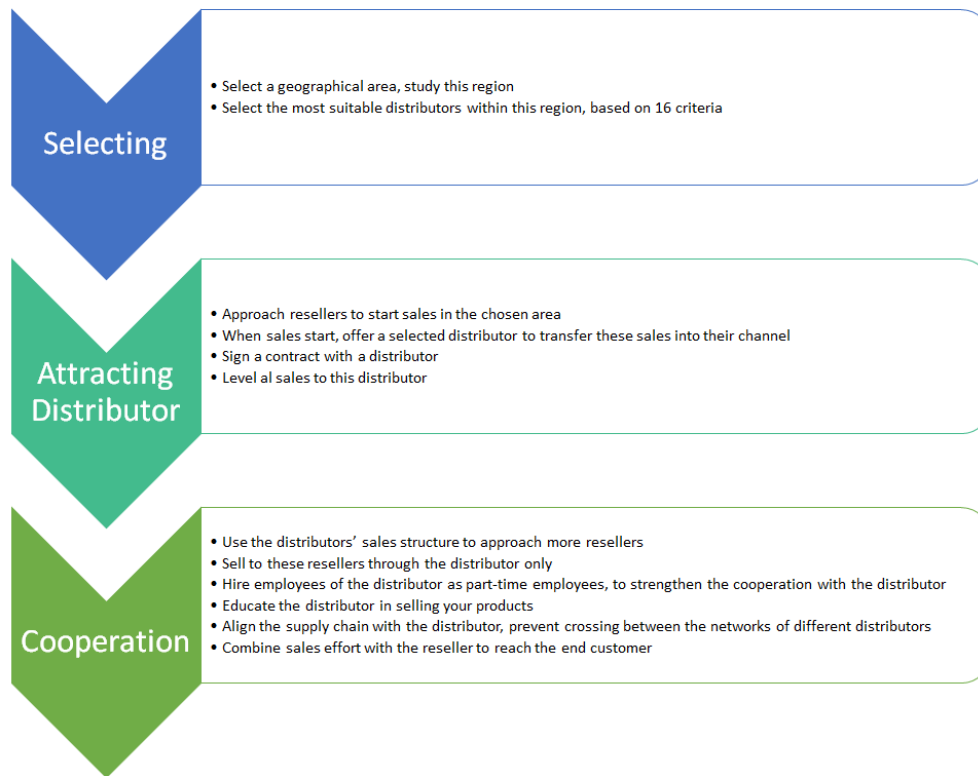 Selecting
• Select a geographical area, study this region
• Select the most suitable distributors within this region, based on 16 criteria
Attracting
Distributor
• Approach resellers to start sales in the chosen area
• When sales start, offer a selected distributor to transfer these sales into their channel
• Sign a contract with a distributor
• Level al sales to this distributor
Cooperation
• Use the distributors’ sales structure to approach more resellers
• Sell to these resellers through the distributor only
• Hire employees of the distributor as part-time employees, to strengthen the cooperation with the distributor
• Educate the distributor in selling your products
• Align the supply chain with the distributor, prevent crossing between the networks of different distributors
• Combine sales effort with the reseller to reach the end customer